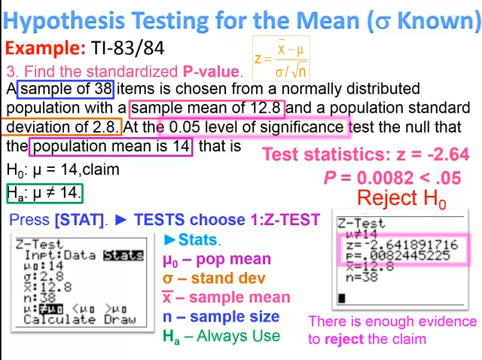 Hypothesis Testing for the Mean (σ Known)
Example: TI-83/84
3. Find the standardized P-value.
z = x̄ − μ / σ/√n
A sample of 38 items is chosen from a normally distributed
population with a sample mean of 12.8 and a population standard
deviation of 2.8. At the 0.05 level of significance test the null that
the population mean is 14 that is
H₀: μ = 14,claim
Hₐ: μ ≠ 14.
Test statistics: z = -2.64
P = 0.0082 < .05
Reject H₀
Press [STAT]. ► TESTS choose 1:Z-TEST
Z-Test
Inpt:Data Stats
μ₀:14
σ:2.8
x̄:12.8
n:38
μ:≠μ₀ <μ₀ >μ₀
Calculate Draw
►Stats.
μ₀ – pop mean
σ – stand dev
x̄ – sample mean
n – sample size
Hₐ – Always Use
Z-Test
μ≠14
z=-2.641891716
p=.0082445225
x̄=12.8
n=38
There is enough evidence
to reject the claim